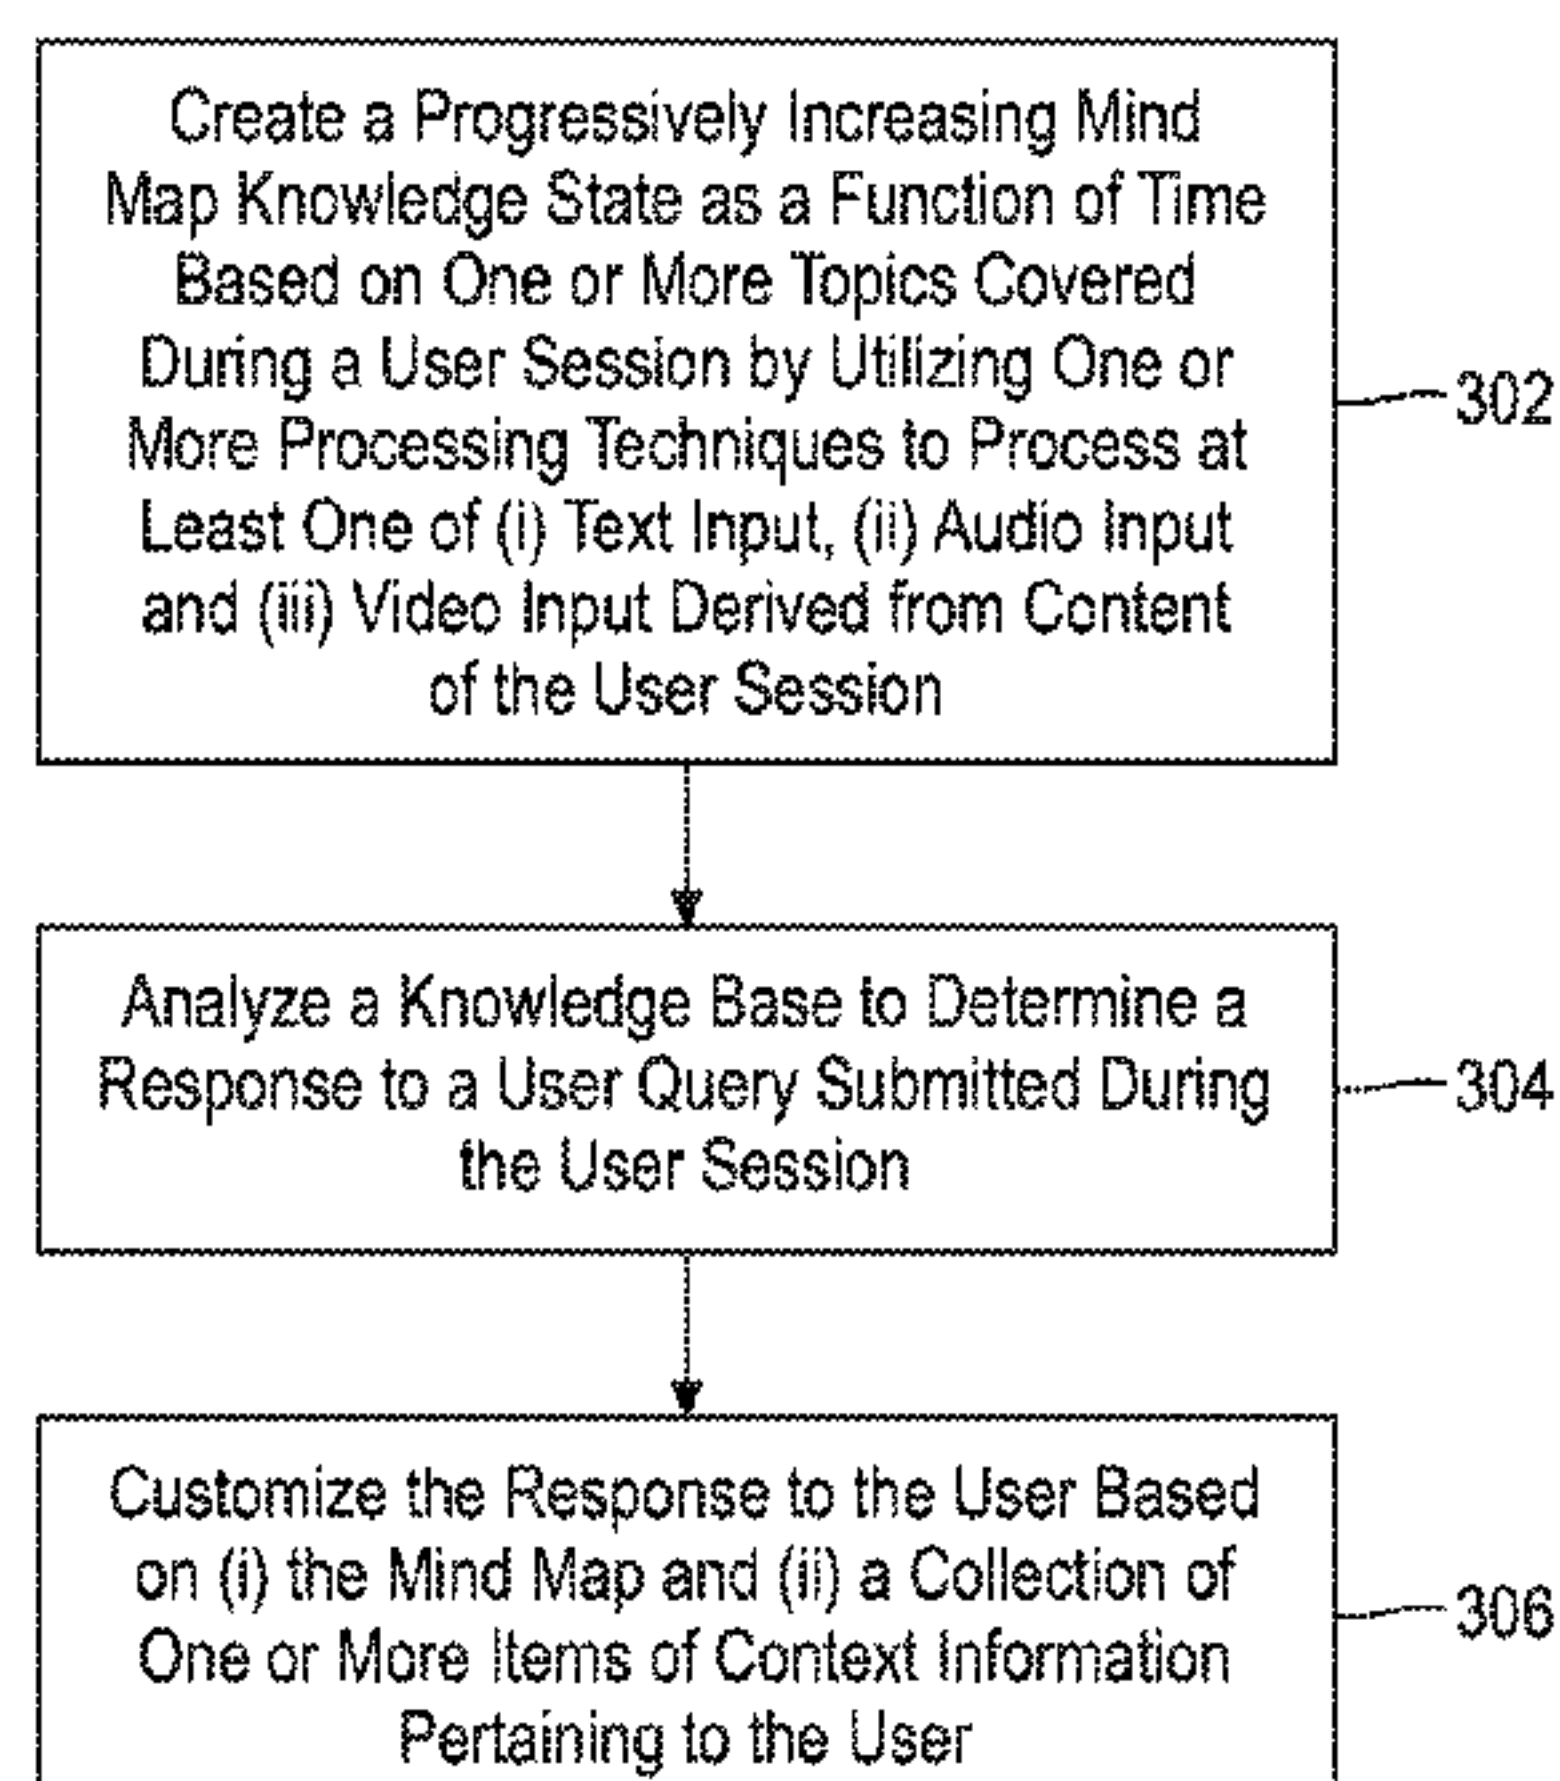 Create a Progressively Increasing Mind
Map Knowledge State as a Function of Time
Based on One or More Topics Covered
During a User Session by Utilizing One or
More Processing Techniques to Process at
Least One of (i) Text Input, (ii) Audio Input
and (iii) Video Input Derived from Content
of the User Session
302
Analyze a Knowledge Base to Determine a
Response to a User Query Submitted During
the User Session
304
Customize the Response to the User Based
on (i) the Mind Map and (ii) a Collection of
One or More Items of Context Information
Pertaining to the User
306